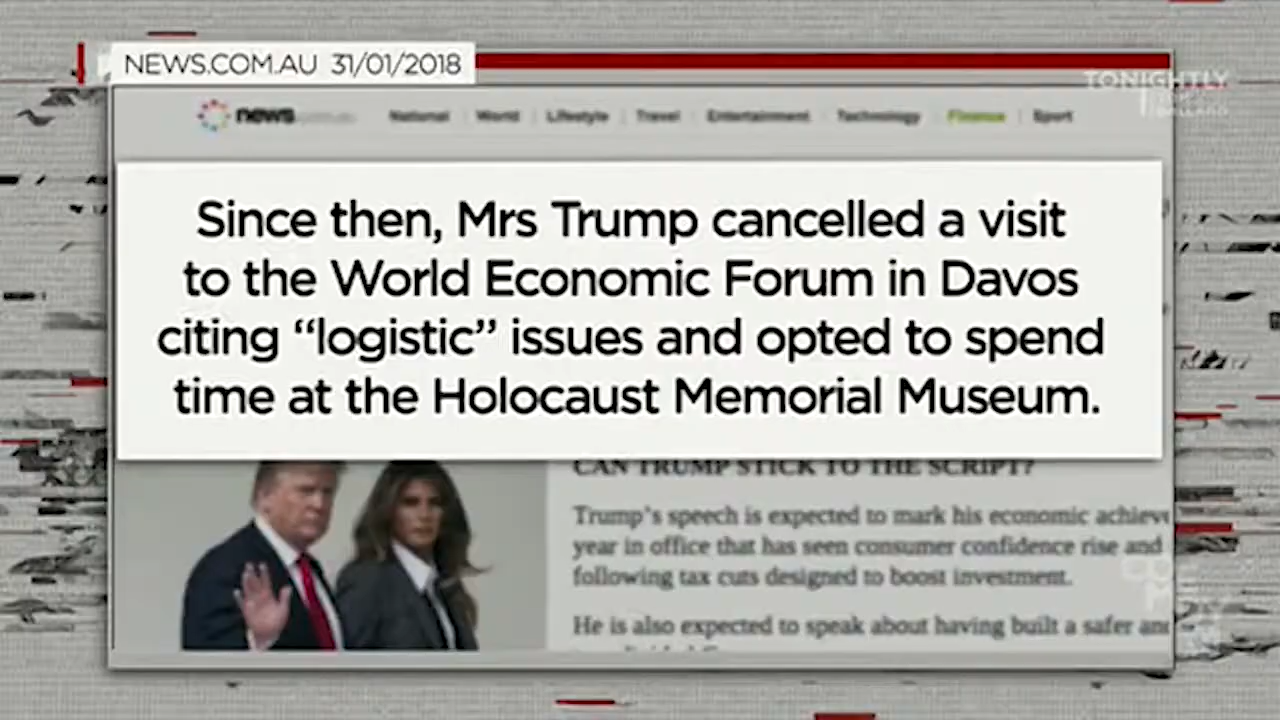 NEWS.COM.AU 31/01/2018
TONIGHTLY
news.com.au National World Lifestyle Travel Entertainment Technology Finance Sport
Since then, Mrs Trump cancelled a visit
to the World Economic Forum in Davos
citing “logistic” issues and opted to spend
time at the Holocaust Memorial Museum.
CAN TRUMP STICK TO THE SCRIPT?
Trump's speech is expected to mark his economic achieve
year in office that has seen consumer confidence rise and
following tax cuts designed to boost investment.
He is also expected to speak about having built a safer and